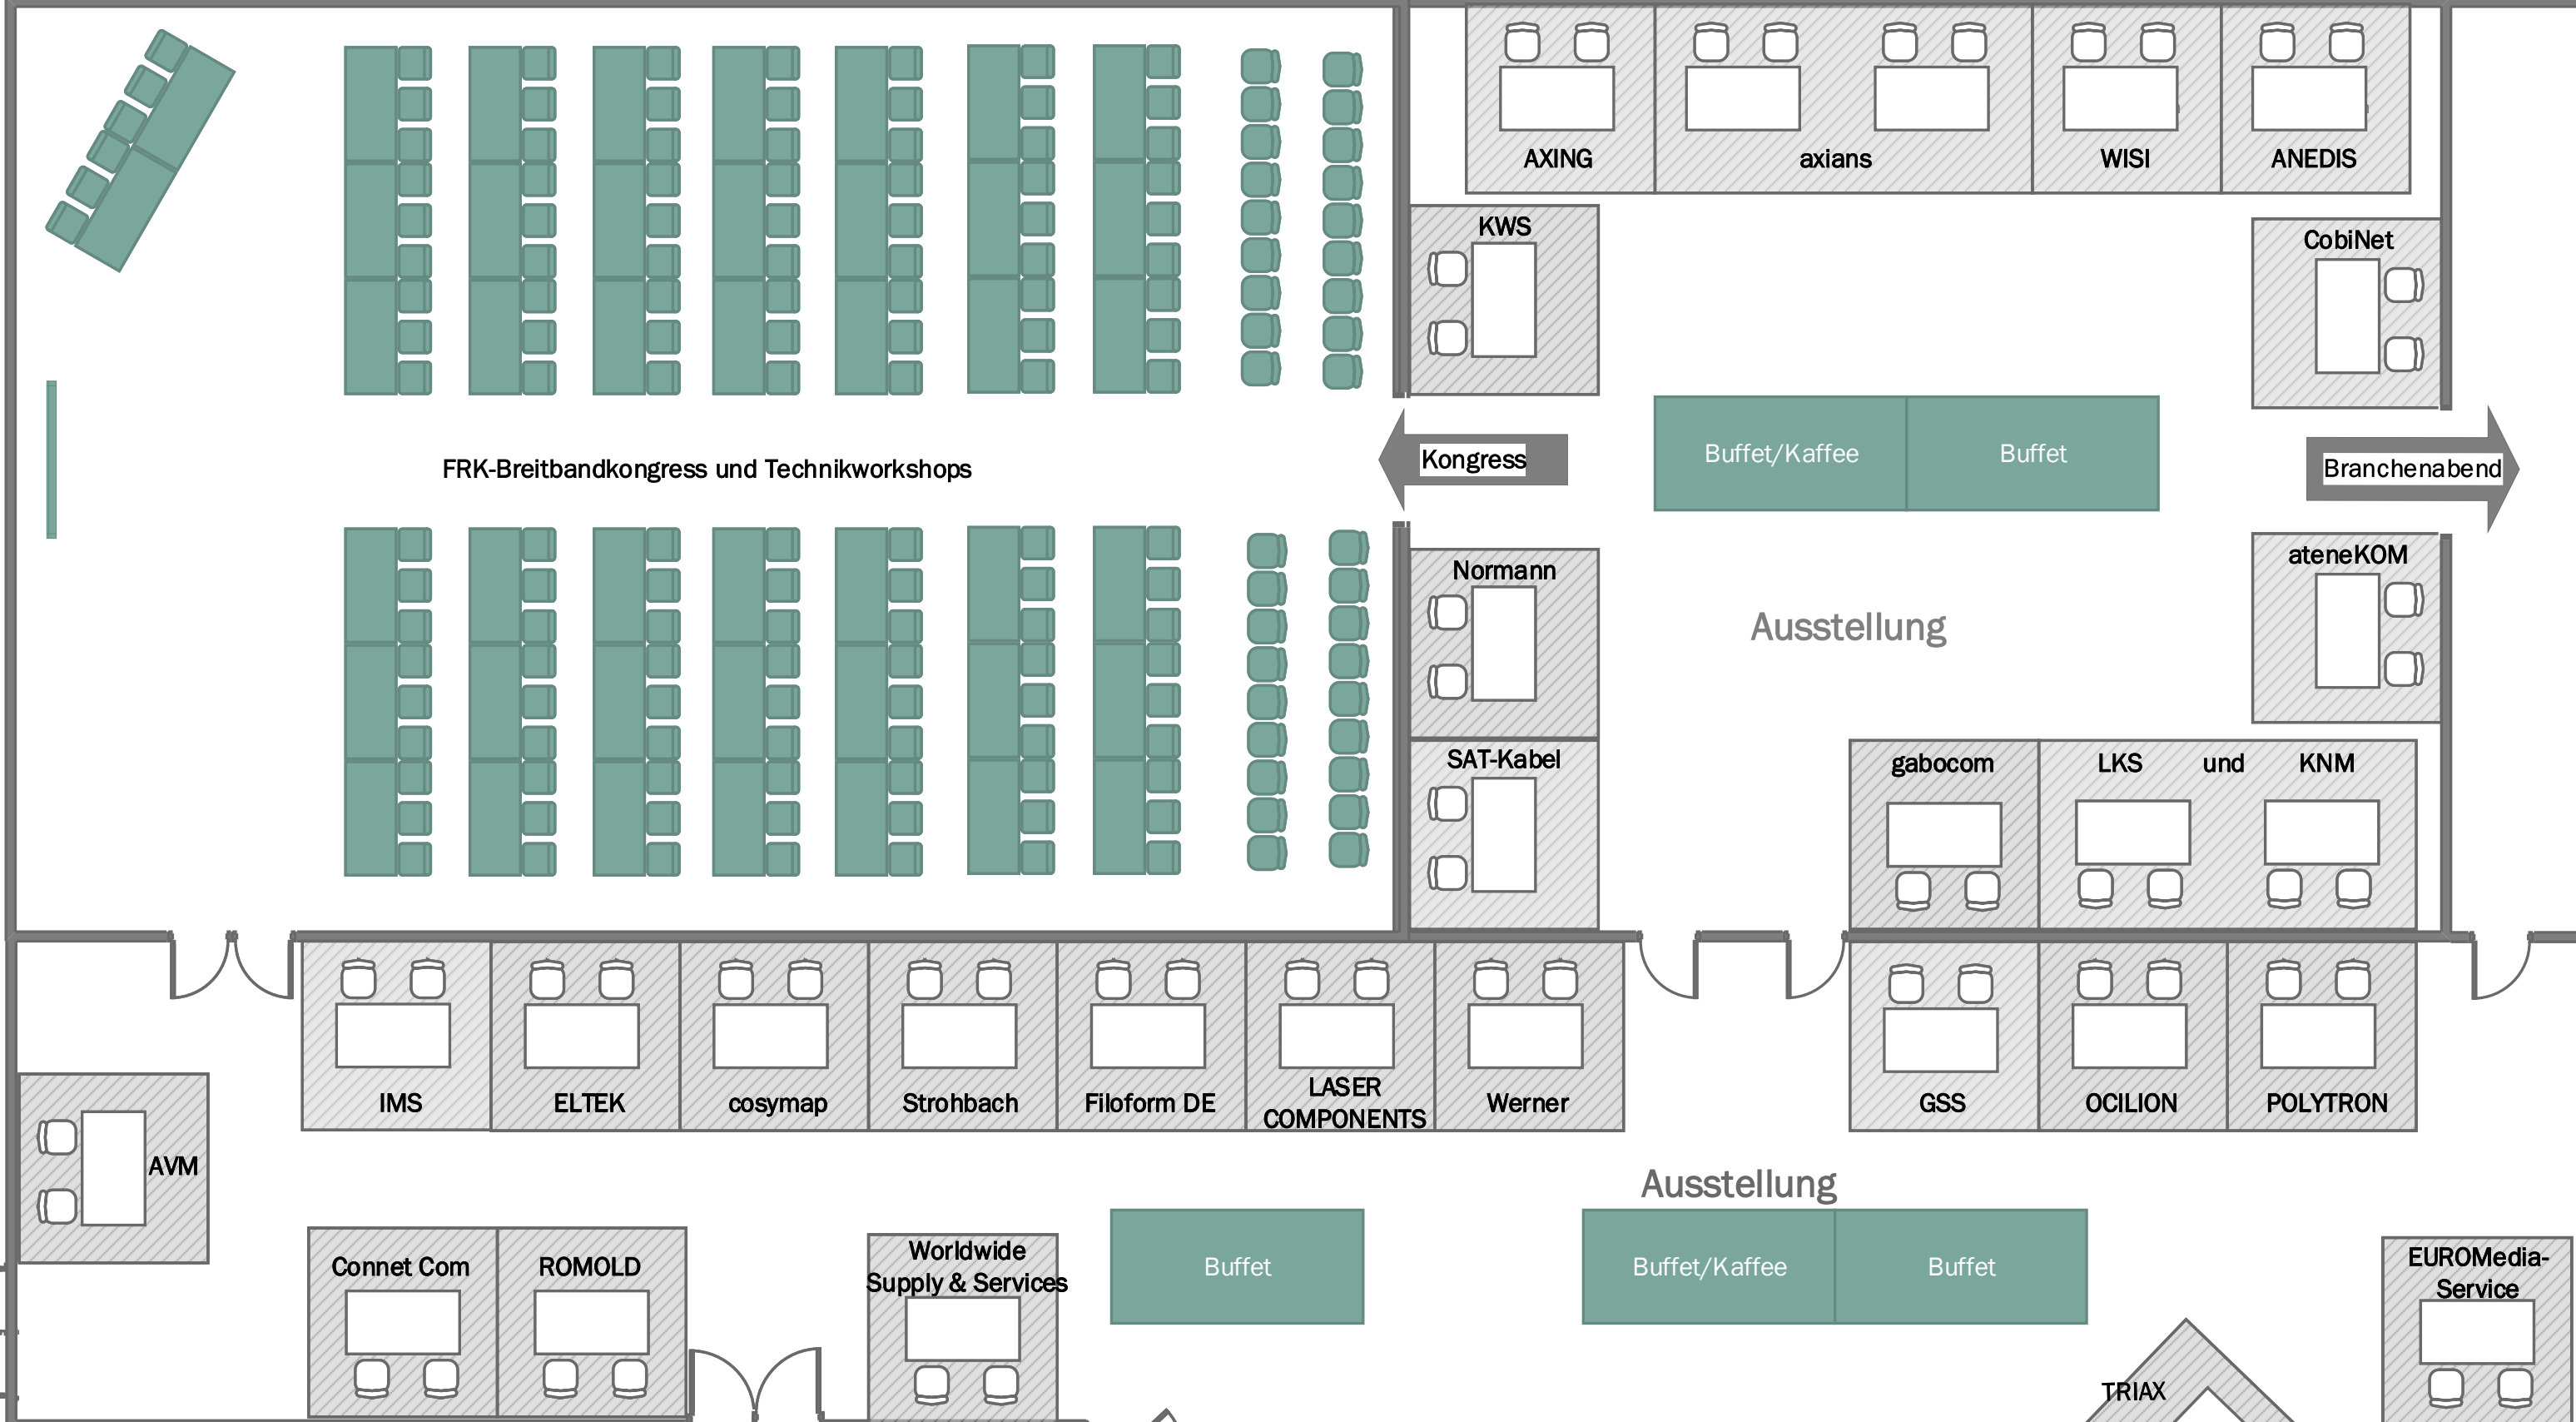 AXING
axians
WISI
ANEDIS
KWS
CobiNet
FRK-Breitbandkongress und Technikworkshops
Kongress
Buffet/Kaffee
Buffet
Branchenabend
Normann
ateneKOM
Ausstellung
SAT-Kabel
gabocom
LKS und KNM
IMS
ELTEK
cosymap
Strohbach
Filoform DE
LASER
COMPONENTS
Werner
GSS
OCILION
POLYTRON
AVM
Ausstellung
Connet Com
ROMOLD
Worldwide
Supply & Services
Buffet
Buffet/Kaffee
Buffet
EUROMedia-
Service
TRIAX